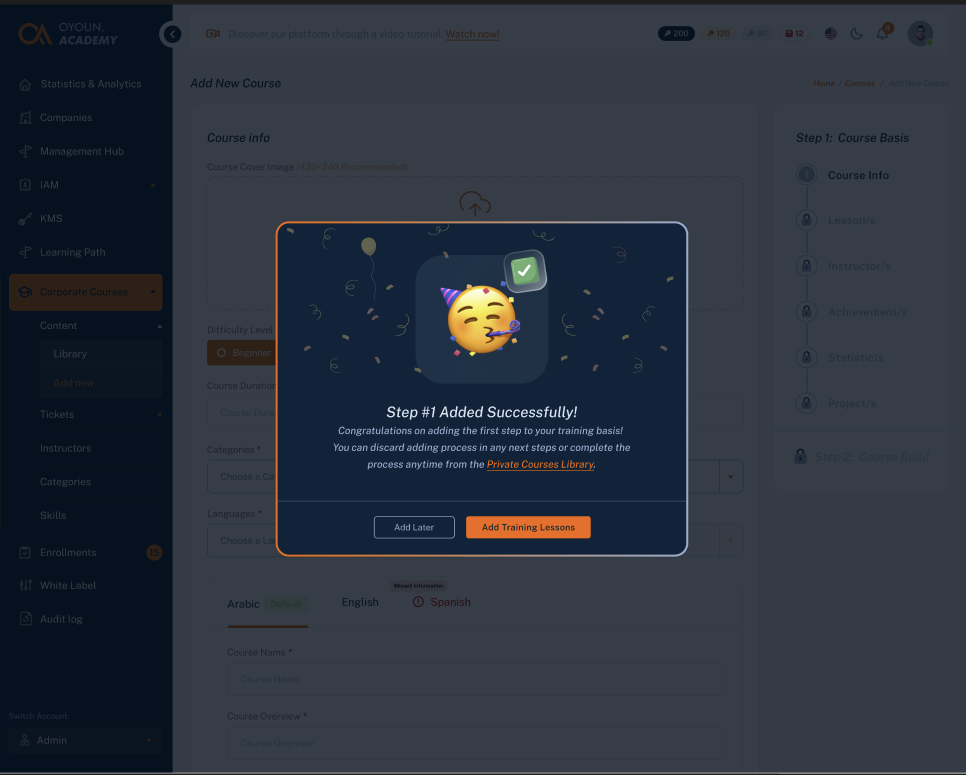 OYOUN.
ACADEMY
Discover our platform through a video tutorial. Watch now!
200
120
80
12
4
Statistics & Analytics
Companies
Management Hub
IAM
KMS
Learning Path
Corporate Courses
Content
Library
Add new
Tickets
Instructors
Categories
Skills
Enrollments
15
White Label
Audit log
Switch Account:
Admin
Add New Course
Home / Courses / Add New Course
Course info
Course Cover Image (430×240 Recommended)
Difficulty Level
Beginner
Course Duration
Categories *
Languages *
Step #1 Added Successfully!
Congratulations on adding the first step to your training basis!
You can discard adding process in any next steps or complete the
process anytime from the Private Courses Library.
Add Later
Add Training Lessons
Missed information
Arabic Default
English
Spanish
Course Name *
Course Name
Course Overview *
Course Overview
Step 1: Course Basis
Course Info
Lesson/s
Instructor/s
Achievement/s
Statistic/s
Project/s
Step 2: Course Build